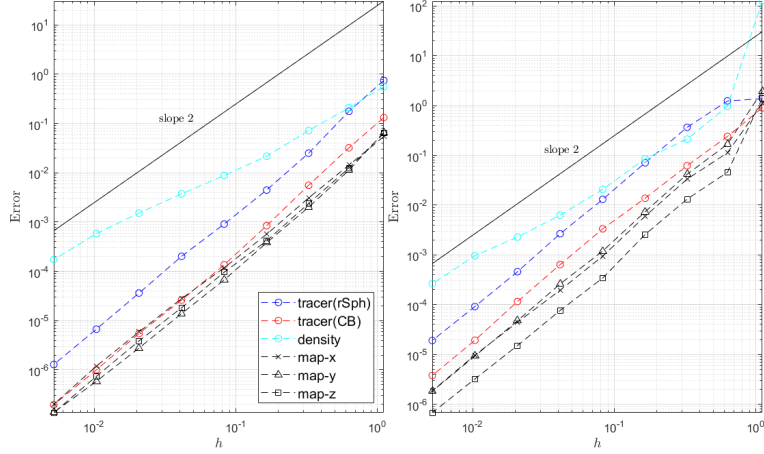 10^1
10^0
10^-1
10^-2
10^-3
10^-4
10^-5
10^-6
Error
slope 2
tracer(rSph)
tracer(CB)
density
map-x
map-y
map-z
10^-2
10^-1
10^0
h
10^2
10^1
10^0
10^-1
10^-2
10^-3
10^-4
10^-5
10^-6
Error
slope 2
10^-2
10^-1
10^0
h